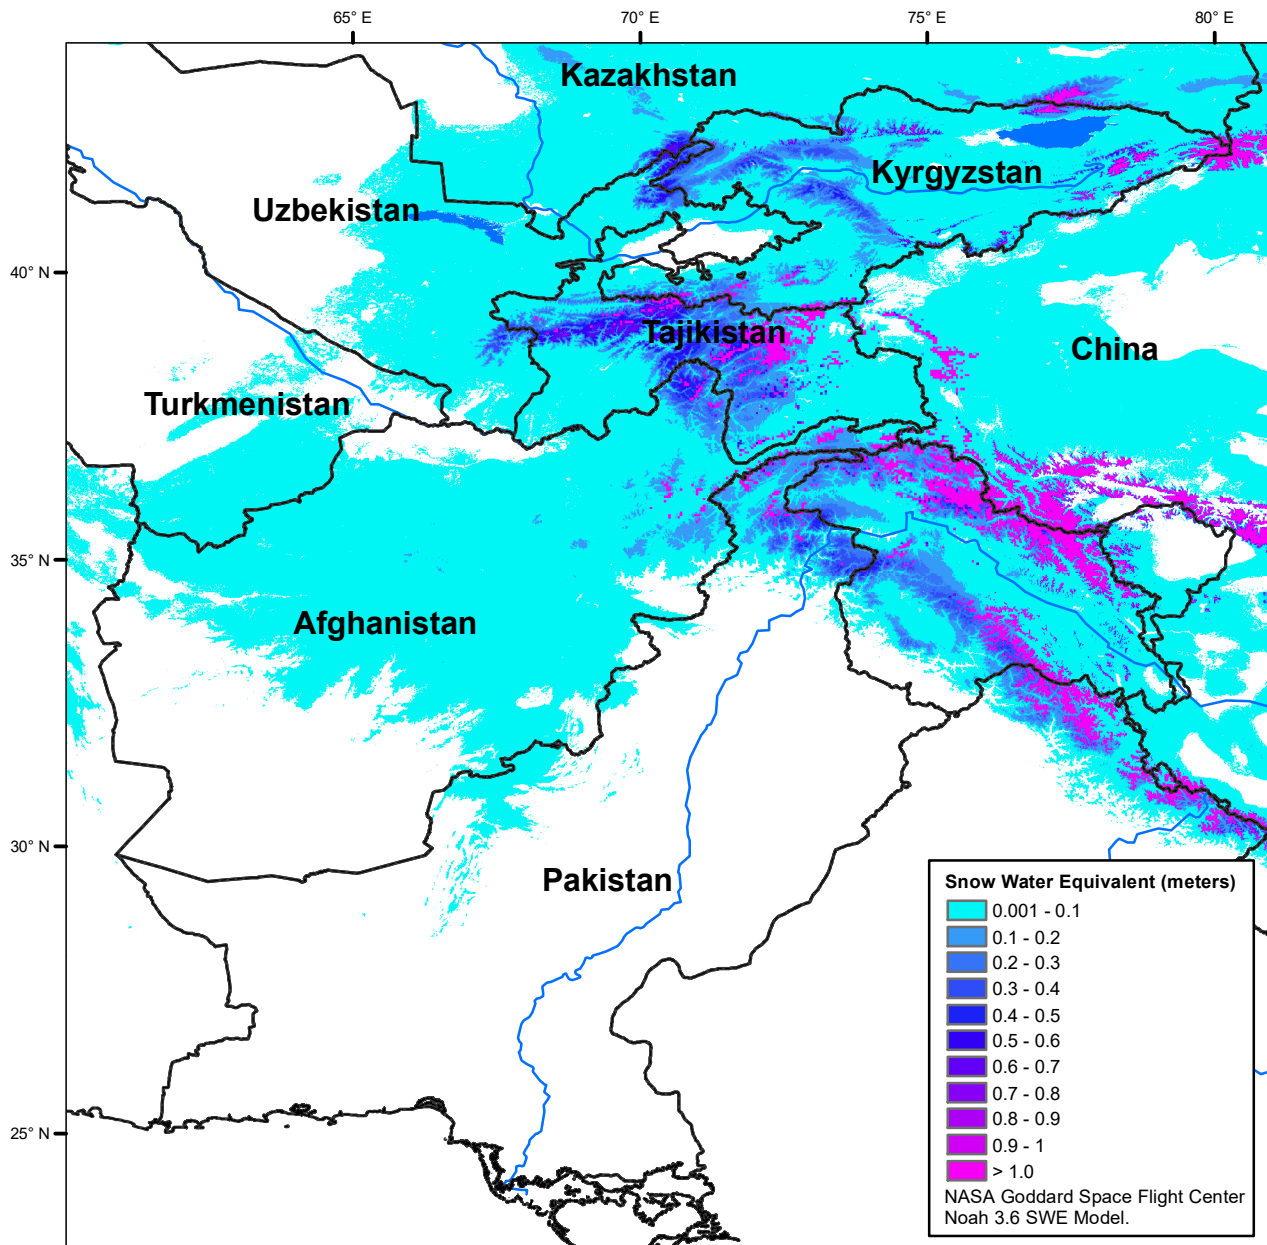 65° E
70° E
75° E
80° E
Kazakhstan
Kyrgyzstan
Uzbekistan
40° N
Tajikistan
China
Turkmenistan
35° N
Afghanistan
30° N
Pakistan
25° N
Snow Water Equivalent (meters)
0.001 - 0.1
0.1 - 0.2
0.2 - 0.3
0.3 - 0.4
0.4 - 0.5
0.5 - 0.6
0.6 - 0.7
0.7 - 0.8
0.8 - 0.9
0.9 - 1
> 1.0
NASA Goddard Space Flight Center
Noah 3.6 SWE Model.